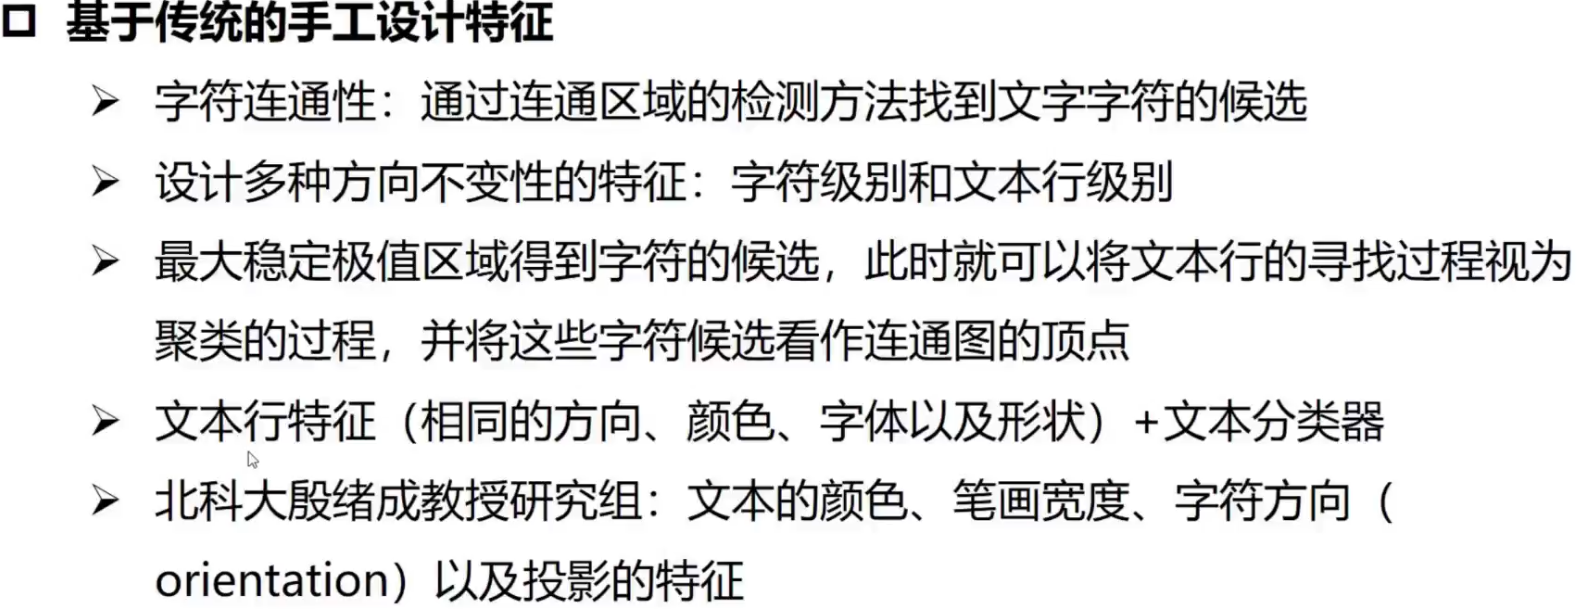 基于传统的手工设计特征
字符连通性：通过连通区域的检测方法找到文字字符的候选
设计多种方向不变性的特征：字符级别和文本行级别
最大稳定极值区域得到字符的候选，此时就可以将文本行的寻找过程视为
聚类的过程，并将这些字符候选看作连通图的顶点
文本行特征（相同的方向、颜色、字体以及形状）+文本分类器
北科大殷绪成教授研究组：文本的颜色、笔画宽度、字符方向（
orientation）以及投影的特征